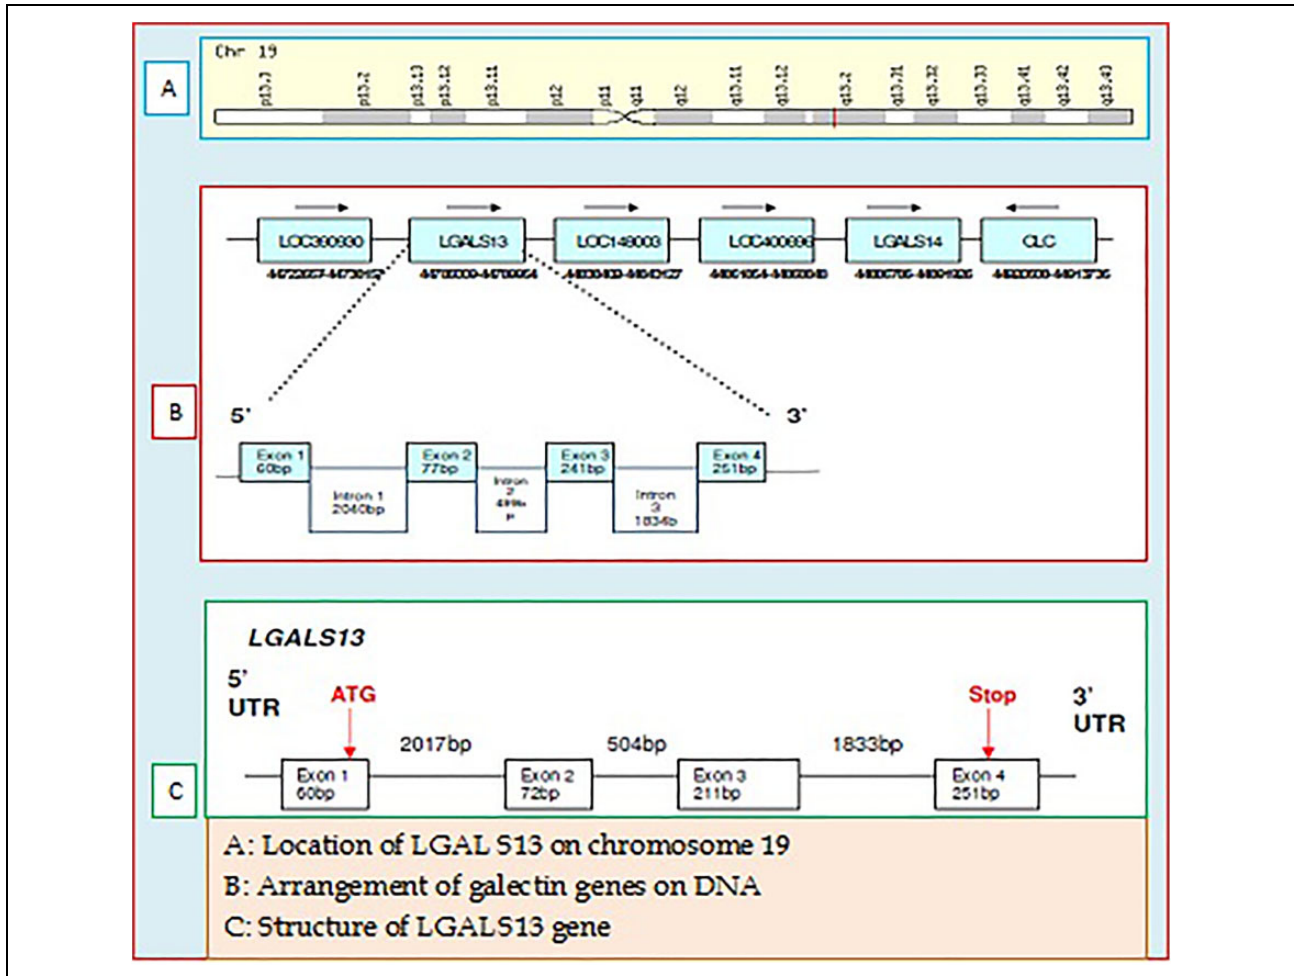 Chr 19
A
p13.3 p13.2 p13.13 p13.12 p13.11 p12 p11 q11 q12 q13.11 q13.12 q13.2 q13.31 q13.32 q13.33 q13.41 q13.42 q13.43
LGALS13 LOC148003 LGALS14 CLC
B
5' 3'
Exon 1 Exon 2 Exon 3 Exon 4
60bp 77bp 241bp 251bp
Intron 1 Intron Intron
2040bp 2 3
1834b
p
LGALS13
5' 3'
UTR UTR
ATG Stop
2017bp 504bp 1833bp
C
Exon 1 Exon 2 Exon 3 Exon 4
60bp 72bp 211bp 251bp
A: Location of LGAL S13 on chromosome 19
B: Arrangement of galectin genes on DNA
C: Structure of LGALS13 gene